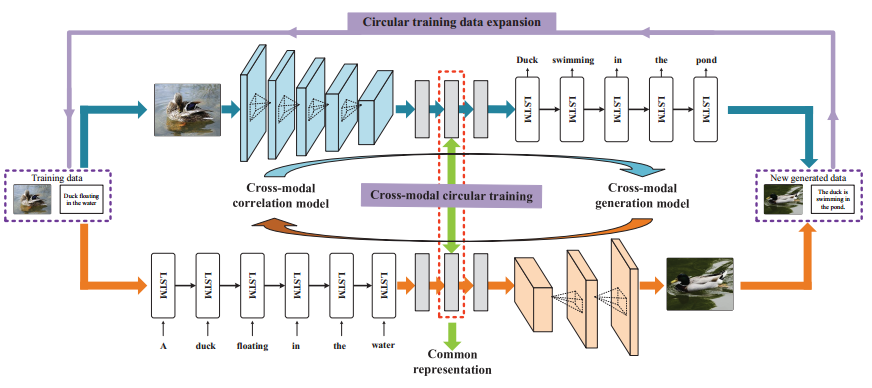 Circular training data expansion
Duck swimming in the pond
LSTM LSTM LSTM LSTM LSTM
Training data
Duck floating
in the water
New generated data
The duck is
swimming in
the pond.
Cross-modal
correlation model
Cross-modal circular training
Cross-modal
generation model
LSTM LSTM LSTM LSTM LSTM LSTM
A duck floating in the water
Common
representation